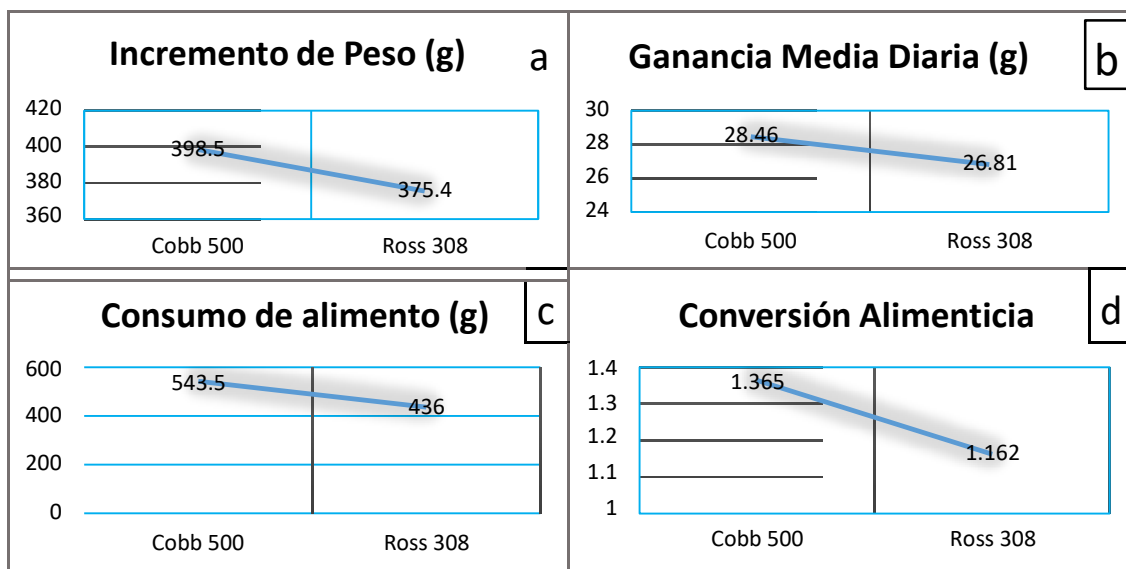 Incremento de Peso (g)
a
420
400
380
360
398.5
375.4
Cobb 500
Ross 308
Ganancia Media Diaria (g)
b
30
28
26
24
28.46
26.81
Cobb 500
Ross 308
Consumo de alimento (g)
c
600
400
200
0
543.5
436
Cobb 500
Ross 308
Conversión Alimenticia
d
1.4
1.3
1.2
1.1
1
1.365
1.162
Cobb 500
Ross 308